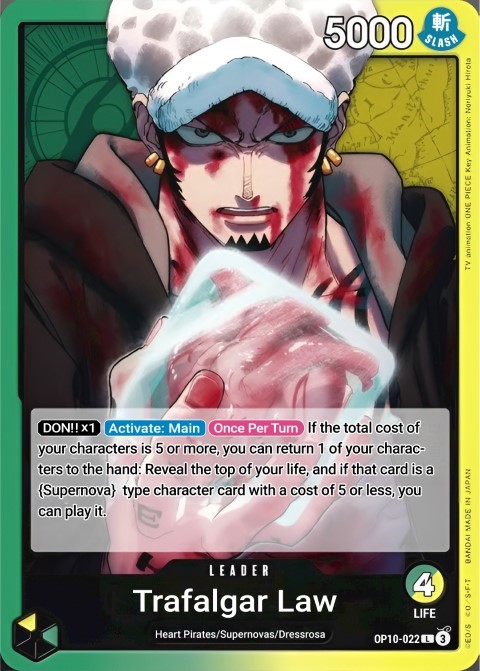 5000
斬
SLASH
TV animation ONE PIECE Key Animation: Noriyuki Hirota
DON!!×1 Activate: Main Once Per Turn If the total cost of
your characters is 5 or more, you can return 1 of your charac-
ters to the hand: Reveal the top of your life, and if that card is a
{Supernova} type character card with a cost of 5 or less, you
can play it.
©E.O/S ©O/S·F·T BANDAI MADE IN JAPAN
LEADER
Trafalgar Law
4
LIFE
Heart Pirates/Supernovas/Dressrosa
OP10-022 L 3